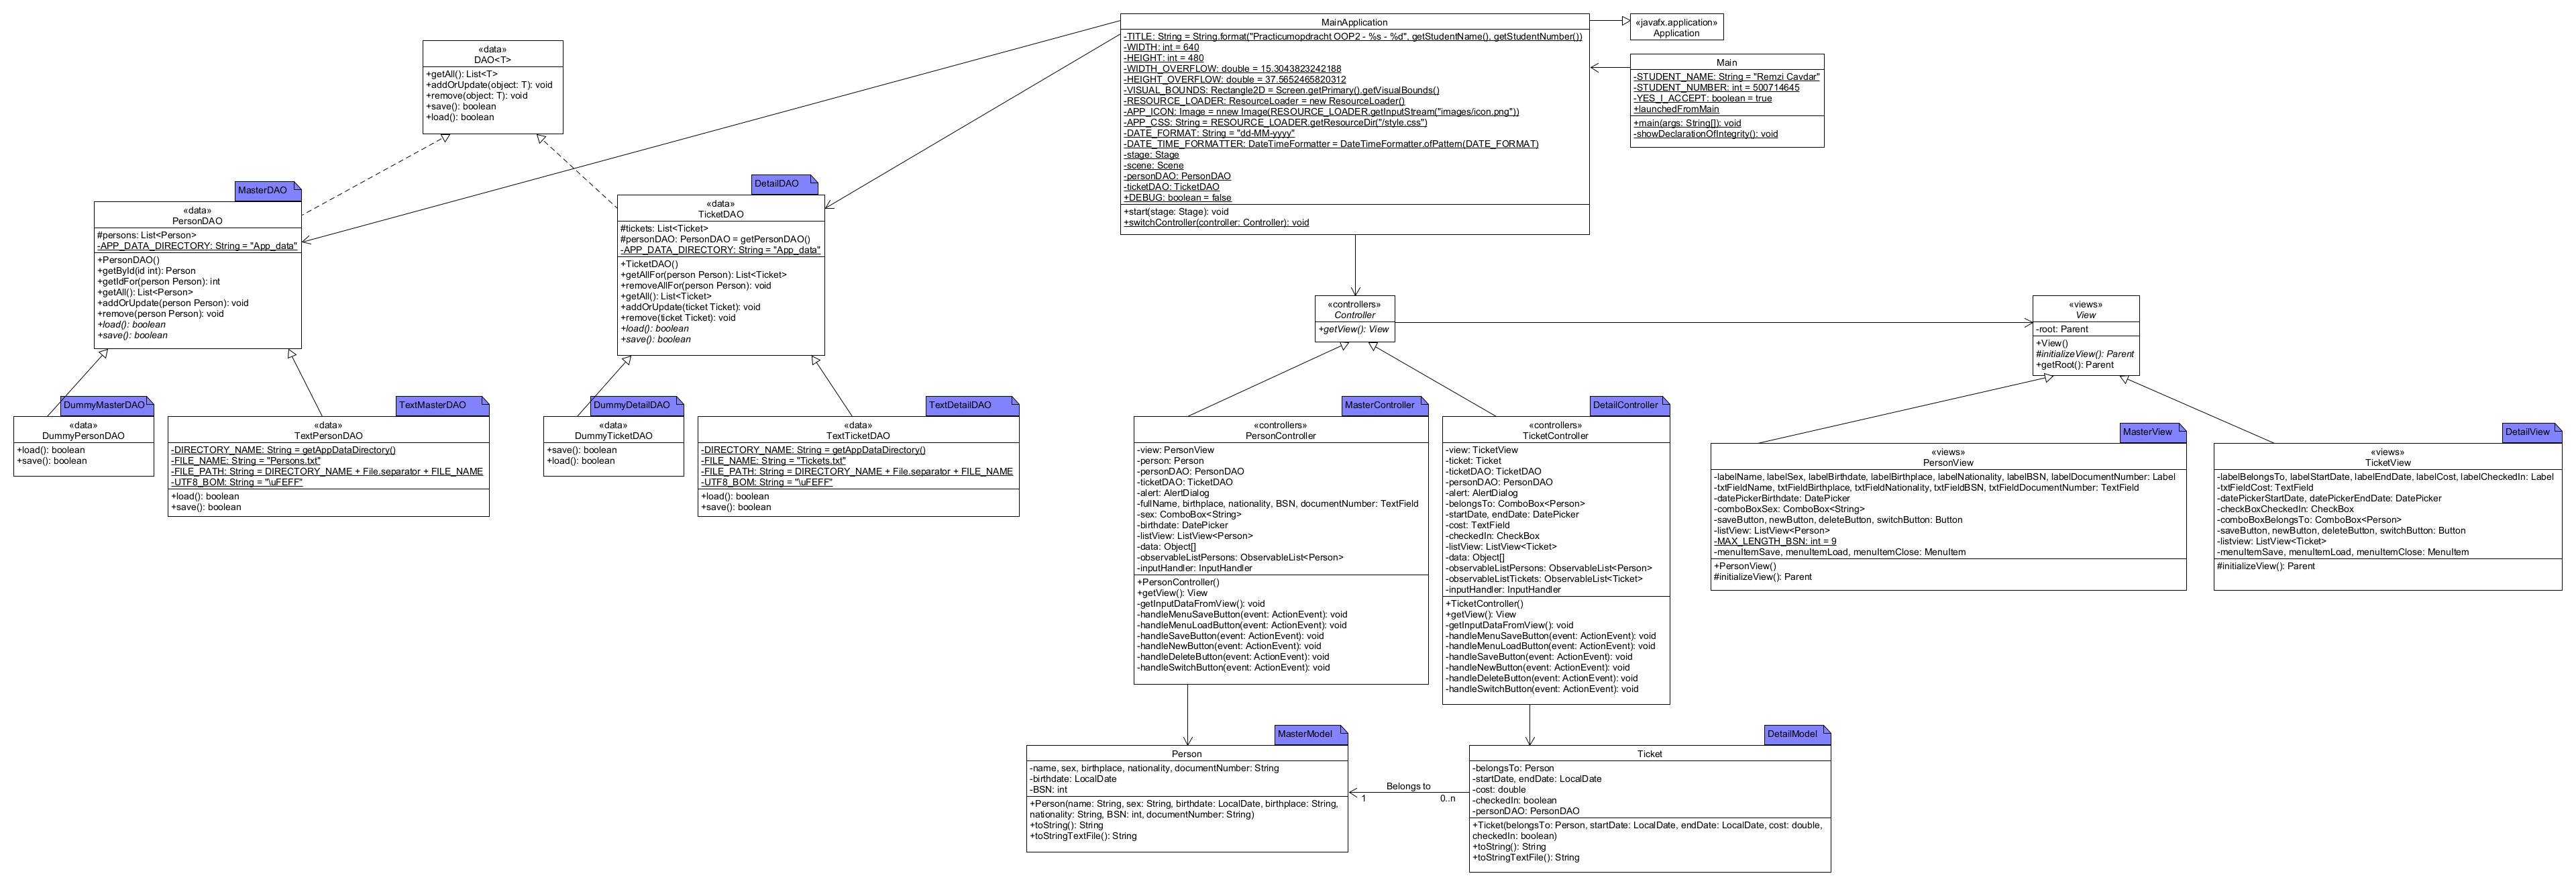 «data»
DAO<T>
+getAll(): List<T>
+addOrUpdate(object: T): void
+remove(object: T): void
+save(): boolean
+load(): boolean
MainApplication
-TITLE: String = String.format("Practicumopdracht OOP2 - %s - %d", getStudentName(), getStudentNumber())
-WIDTH: int = 640
-HEIGHT: int = 480
-WIDTH_OVERFLOW: double = 15.3043823242188
-HEIGHT_OVERFLOW: double = 37.5652465820312
-VISUAL_BOUNDS: Rectangle2D = Screen.getPrimary().getVisualBounds()
-RESOURCE_LOADER: ResourceLoader = new ResourceLoader()
-APP_ICON: Image = nnew Image(RESOURCE_LOADER.getInputStream("images/icon.png"))
-APP_CSS: String = RESOURCE_LOADER.getResourceDir("/style.css")
-DATE_FORMAT: String = "dd-MM-yyyy"
-DATE_TIME_FORMATTER: DateTimeFormatter = DateTimeFormatter.ofPattern(DATE_FORMAT)
-stage: Stage
-scene: Scene
-personDAO: PersonDAO
-ticketDAO: TicketDAO
+DEBUG: boolean = false
+start(stage: Stage): void
+switchController(controller: Controller): void
«javafx.application»
Application
Main
-STUDENT_NAME: String = "Remzi Cavdar"
-STUDENT_NUMBER: int = 500714645
-YES_I_ACCEPT: boolean = true
+launchedFromMain
+main(args: String[]): void
-showDeclarationOfIntegrity(): void
MasterDAO
«data»
PersonDAO
#persons: List<Person>
-APP_DATA_DIRECTORY: String = "App_data"
+PersonDAO()
+getById(id int): Person
+getIdFor(person Person): int
+getAll(): List<Person>
+addOrUpdate(person Person): void
+remove(person Person): void
+load(): boolean
+save(): boolean
DetailDAO
«data»
TicketDAO
#tickets: List<Ticket>
#personDAO: PersonDAO = getPersonDAO()
-APP_DATA_DIRECTORY: String = "App_data"
+TicketDAO()
+getAllFor(person Person): List<Ticket>
+removeAllFor(person Person): void
+getAll(): List<Ticket>
+addOrUpdate(ticket Ticket): void
+remove(ticket Ticket): void
+load(): boolean
+save(): boolean
«controllers»
Controller
+getView(): View
«views»
View
-root: Parent
+View()
#initializeView(): Parent
+getRoot(): Parent
DummyMasterDAO
«data»
DummyPersonDAO
+load(): boolean
+save(): boolean
TextMasterDAO
«data»
TextPersonDAO
-DIRECTORY_NAME: String = getAppDataDirectory()
-FILE_NAME: String = "Persons.txt"
-FILE_PATH: String = DIRECTORY_NAME + File.separator + FILE_NAME
-UTF8_BOM: String = "\uFEFF"
+load(): boolean
+save(): boolean
DummyDetailDAO
«data»
DummyTicketDAO
+save(): boolean
+load(): boolean
TextDetailDAO
«data»
TextTicketDAO
-DIRECTORY_NAME: String = getAppDataDirectory()
-FILE_NAME: String = "Tickets.txt"
-FILE_PATH: String = DIRECTORY_NAME + File.separator + FILE_NAME
-UTF8_BOM: String = "\uFEFF"
+load(): boolean
+save(): boolean
MasterController
«controllers»
PersonController
-view: PersonView
-person: Person
-personDAO: PersonDAO
-ticketDAO: TicketDAO
-alert: AlertDialog
-fullName, birthplace, nationality, BSN, documentNumber: TextField
-sex: ComboBox<String>
-birthdate: DatePicker
-listView: ListView<Person>
-data: Object[]
-observableListPersons: ObservableList<Person>
-inputHandler: InputHandler
+PersonController()
+getView(): View
-getInputDataFromView(): void
-handleMenuSaveButton(event: ActionEvent): void
-handleMenuLoadButton(event: ActionEvent): void
-handleSaveButton(event: ActionEvent): void
-handleNewButton(event: ActionEvent): void
-handleDeleteButton(event: ActionEvent): void
-handleSwitchButton(event: ActionEvent): void
DetailController
«controllers»
TicketController
-view: TicketView
-ticket: Ticket
-ticketDAO: TicketDAO
-personDAO: PersonDAO
-alert: AlertDialog
-belongsTo: ComboBox<Person>
-startDate, endDate: DatePicker
-cost: TextField
-checkedIn: CheckBox
-listView: ListView<Ticket>
-data: Object[]
-observableListPersons: ObservableList<Person>
-observableListTickets: ObservableList<Ticket>
-inputHandler: InputHandler
+TicketController()
+getView(): View
-getInputDataFromView(): void
-handleMenuSaveButton(event: ActionEvent): void
-handleMenuLoadButton(event: ActionEvent): void
-handleSaveButton(event: ActionEvent): void
-handleNewButton(event: ActionEvent): void
-handleDeleteButton(event: ActionEvent): void
-handleSwitchButton(event: ActionEvent): void
MasterView
«views»
PersonView
-labelName, labelSex, labelBirthdate, labelBirthplace, labelNationality, labelBSN, labelDocumentNumber: Label
-txtFieldName, txtFieldBirthplace, txtFieldNationality, txtFieldBSN, txtFieldDocumentNumber: TextField
-datePickerBirthdate: DatePicker
-comboBoxSex: ComboBox<String>
-saveButton, newButton, deleteButton, switchButton: Button
-listView: ListView<Person>
-MAX_LENGTH_BSN: int = 9
-menuItemSave, menuItemLoad, menuItemClose: MenuItem
+PersonView()
#initializeView(): Parent
DetailView
«views»
TicketView
-labelBelongsTo, labelStartDate, labelEndDate, labelCost, labelCheckedIn: Label
-txtFieldCost: TextField
-datePickerStartDate, datePickerEndDate: DatePicker
-checkBoxCheckedIn: CheckBox
-comboBoxBelongsTo: ComboBox<Person>
-saveButton, newButton, deleteButton, switchButton: Button
-listview: ListView<Ticket>
-menuItemSave, menuItemLoad, menuItemClose: MenuItem
#initializeView(): Parent
MasterModel
Person
-name, sex, birthplace, nationality, documentNumber: String
-birthdate: LocalDate
-BSN: int
+Person(name: String, sex: String, birthdate: LocalDate, birthplace: String,
nationality: String, BSN: int, documentNumber: String)
+toString(): String
+toStringTextFile(): String
Belongs to
1
0..n
DetailModel
Ticket
-belongsTo: Person
-startDate, endDate: LocalDate
-cost: double
-checkedIn: boolean
-personDAO: PersonDAO
+Ticket(belongsTo: Person, startDate: LocalDate, endDate: LocalDate, cost: double,
checkedIn: boolean)
+toString(): String
+toStringTextFile(): String